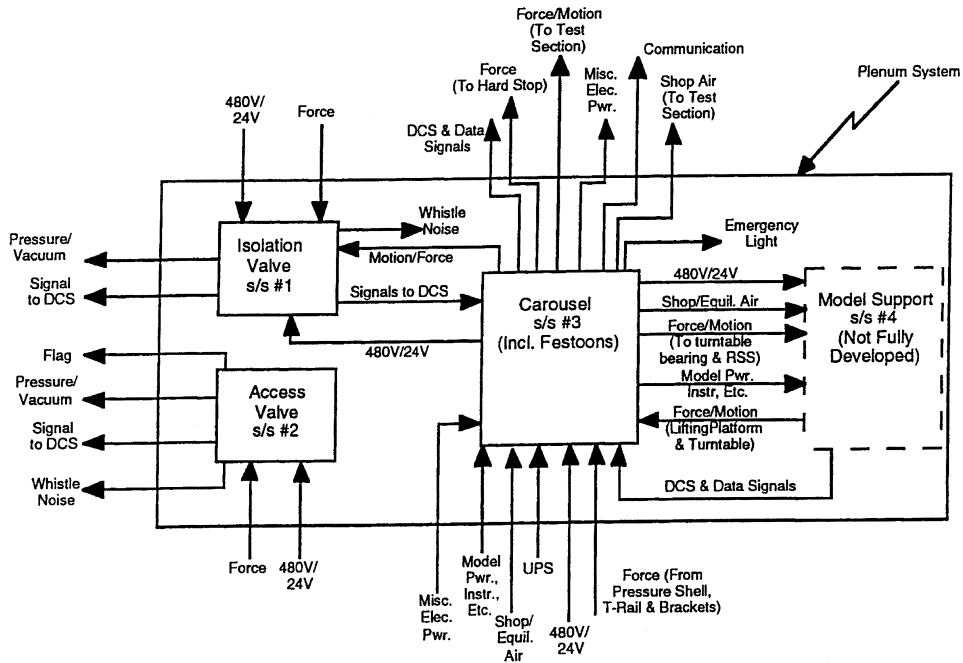 Force/Motion
(To Test
Section)
Communication
Plenum System
Force
(To Hard Stop)
Misc.
Elec.
Pwr.
Shop Air
(To Test
Section)
480V/
24V
Force
DCS & Data
Signals
Whistle
Noise
Emergency
Light
Pressure/
Vacuum
Isolation
Valve
s/s #1
Motion/Force
Signal
to DCS
Signals to DCS
Carousel
s/s #3
(Incl. Festoons)
480V/24V
Shop/Equil. Air
Force/Motion
(To turntable
bearing & RSS)
Model Pwr.
Instr, Etc.
Force/Motion
(LiftingPlatform
& Turntable)
Model Support
s/s #4
(Not Fully
Developed)
480V/24V
Flag
Pressure/
Vacuum
Access
Valve
s/s #2
Signal
to DCS
Whistle
Noise
DCS & Data Signals
Force
480V/
24V
Misc.
Elec.
Pwr.
Model
Pwr.,
Instr.,
Etc.
Shop/
Equil.
Air
UPS
480V/
24V
Force (From
Pressure Shell,
T-Rail & Brackets)